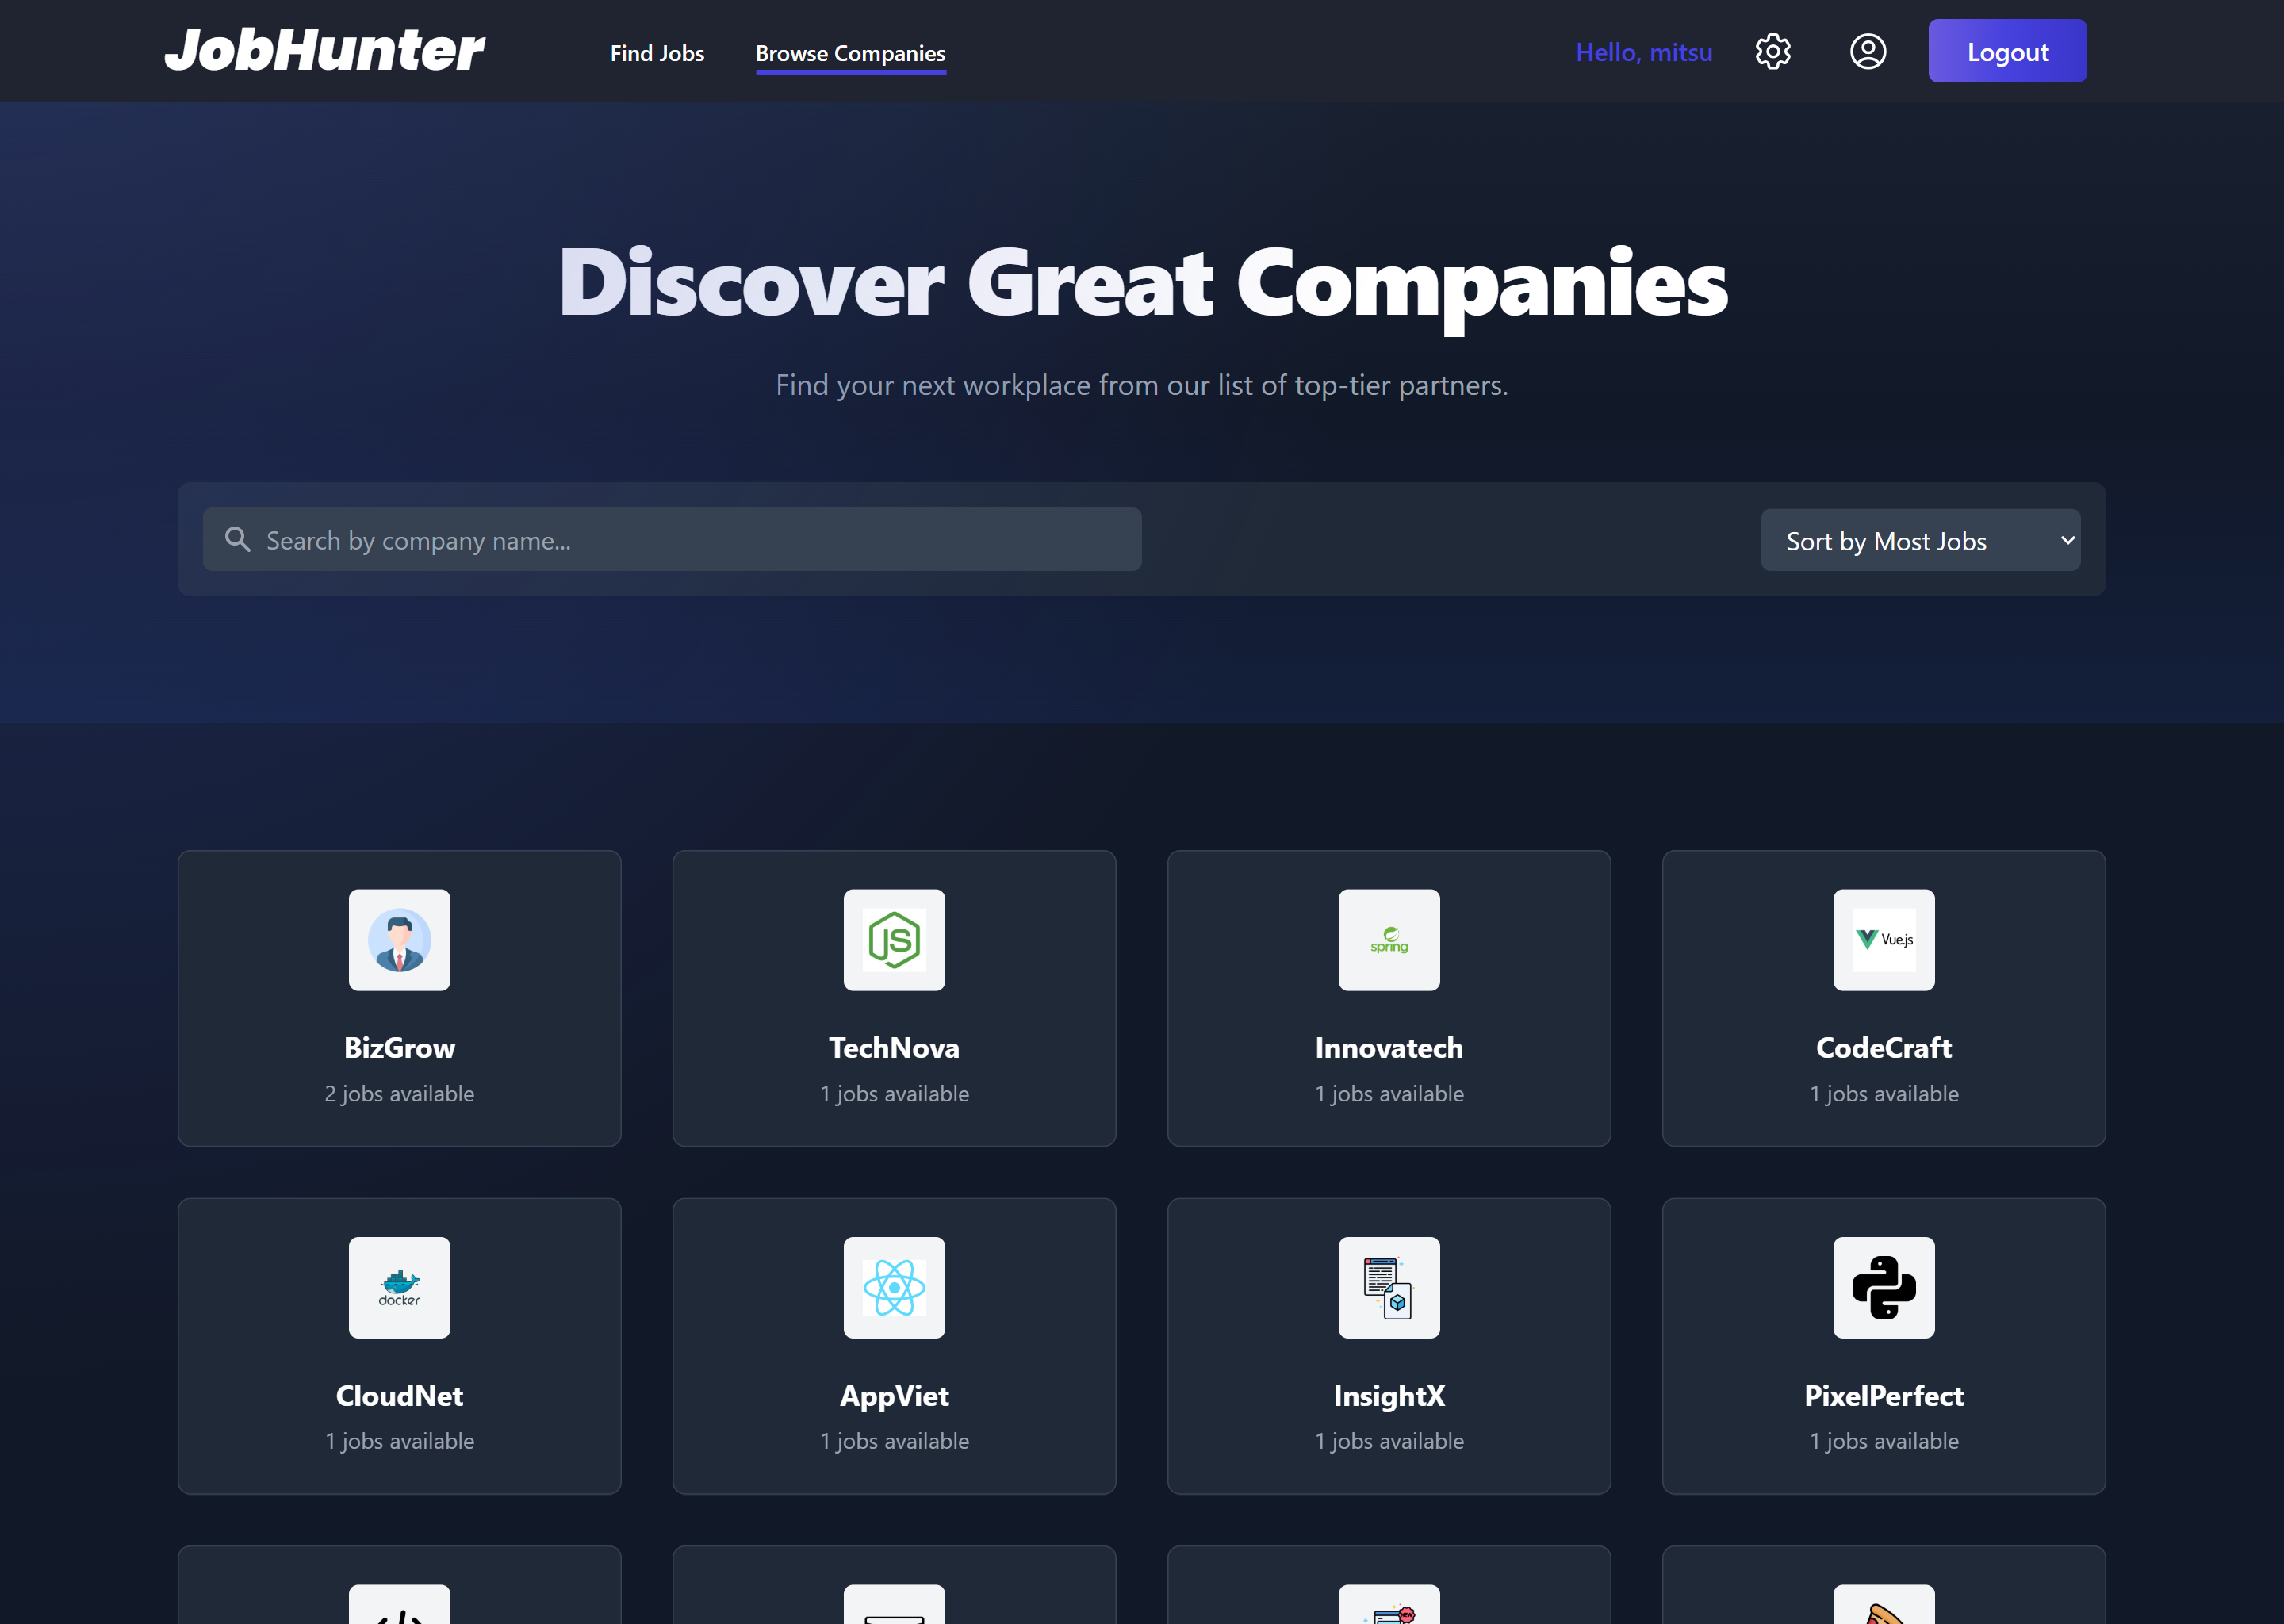 JobHunter
Find Jobs
Browse Companies
Hello, mitsu
Logout
Discover Great Companies
Find your next workplace from our list of top-tier partners.
Search by company name...
Sort by Most Jobs
JS
spring
Vue.js
BizGrow
TechNova
Innovatech
CodeCraft
2 jobs available
1 jobs available
1 jobs available
1 jobs available
docker
CloudNet
AppViet
InsightX
PixelPerfect
1 jobs available
1 jobs available
1 jobs available
1 jobs available
NEW